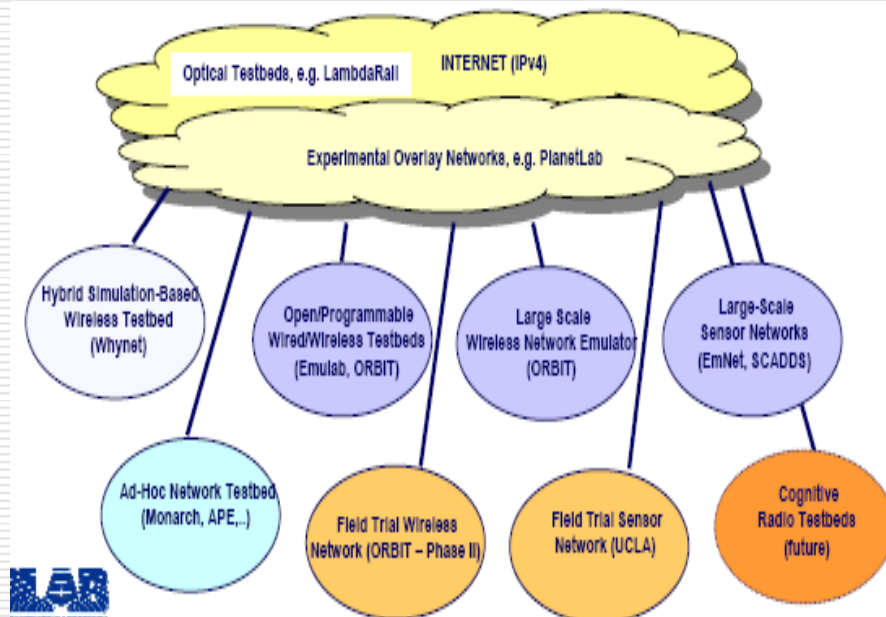 INTERNET (IPv4)
Optical Testbeds, e.g. LambdaRail
Experimental Overlay Networks, e.g. PlanetLab
Hybrid Simulation-Based
Wireless Testbed
(Whynet)
Open/Programmable
Wired/Wireless Testbeds
(Emulab, ORBIT)
Large Scale
Wireless Network Emulator
(ORBIT)
Large-Scale
Sensor Networks
(EmNet, SCADDS)
Ad-Hoc Network Testbed
(Monarch, APE,..)
Field Trial Wireless
Network (ORBIT – Phase II)
Field Trial Sensor
Network (UCLA)
Cognitive
Radio Testbeds
(future)